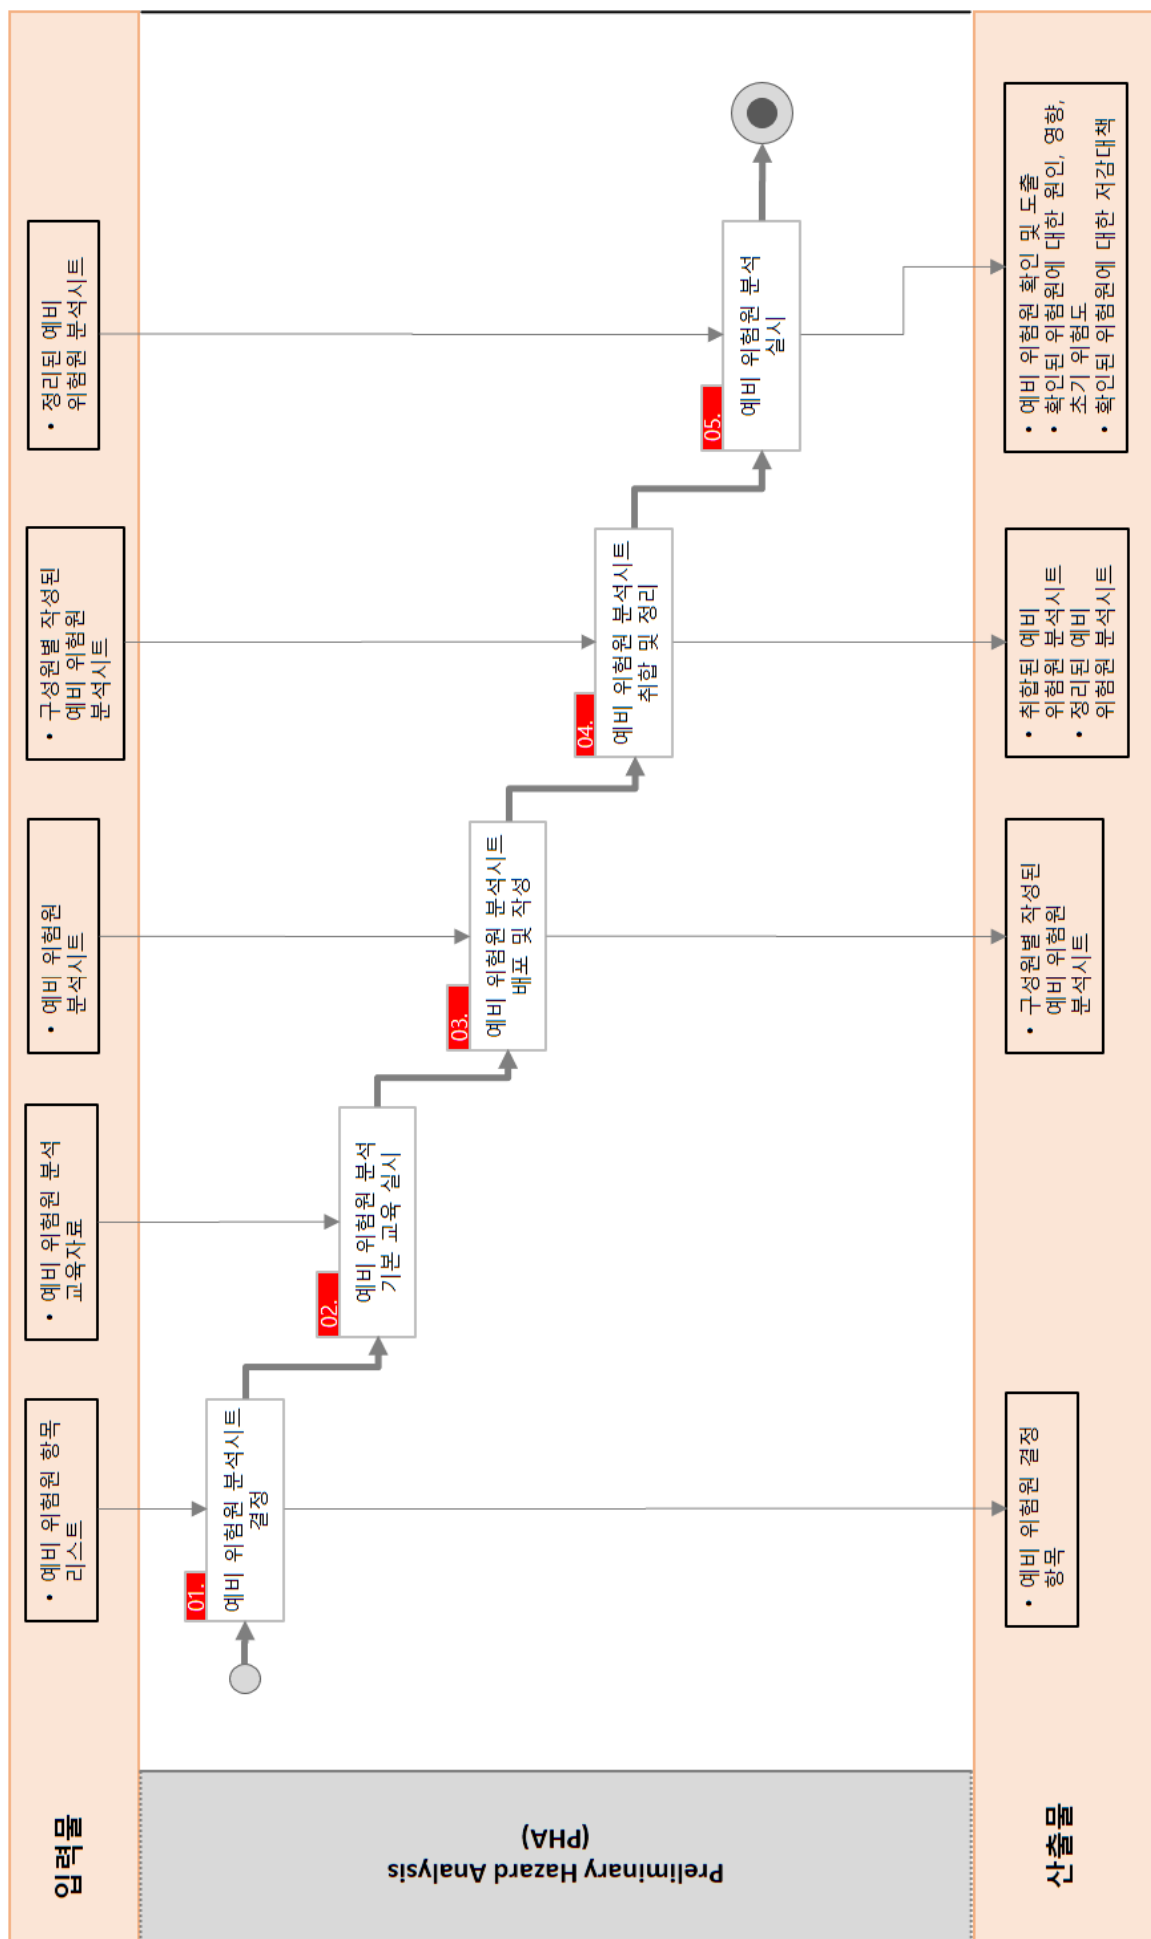 입력물
• 예비 위험원 항목
리스트
• 예비 위험원 분석
교육자료
• 예비 위험원
분석시트
• 구성원별 작성된
예비 위험원
분석시트
• 정리된 예비
위험원 분석시트
Preliminary Hazard Analysis
(PHA)
01.
예비 위험원 분석시트
결정
02.
예비 위험원 분석
기본 교육 실시
03.
예비 위험원 분석시트
배포 및 작성
04.
예비 위험원 분석시트
취합 및 정리
05.
예비 위험원 분석
실시
산출물
• 예비 위험원 결정
항목
• 구성원별 작성된
예비 위험원
분석시트
• 취합된 예비
위험원 분석시트
• 정리된 예비
위험원 분석시트
• 예비 위험원 확인 및 도출
• 확인된 위험원에 대한 원인, 영향,
초기 위험도
• 확인된 위험원에 대한 저감대책